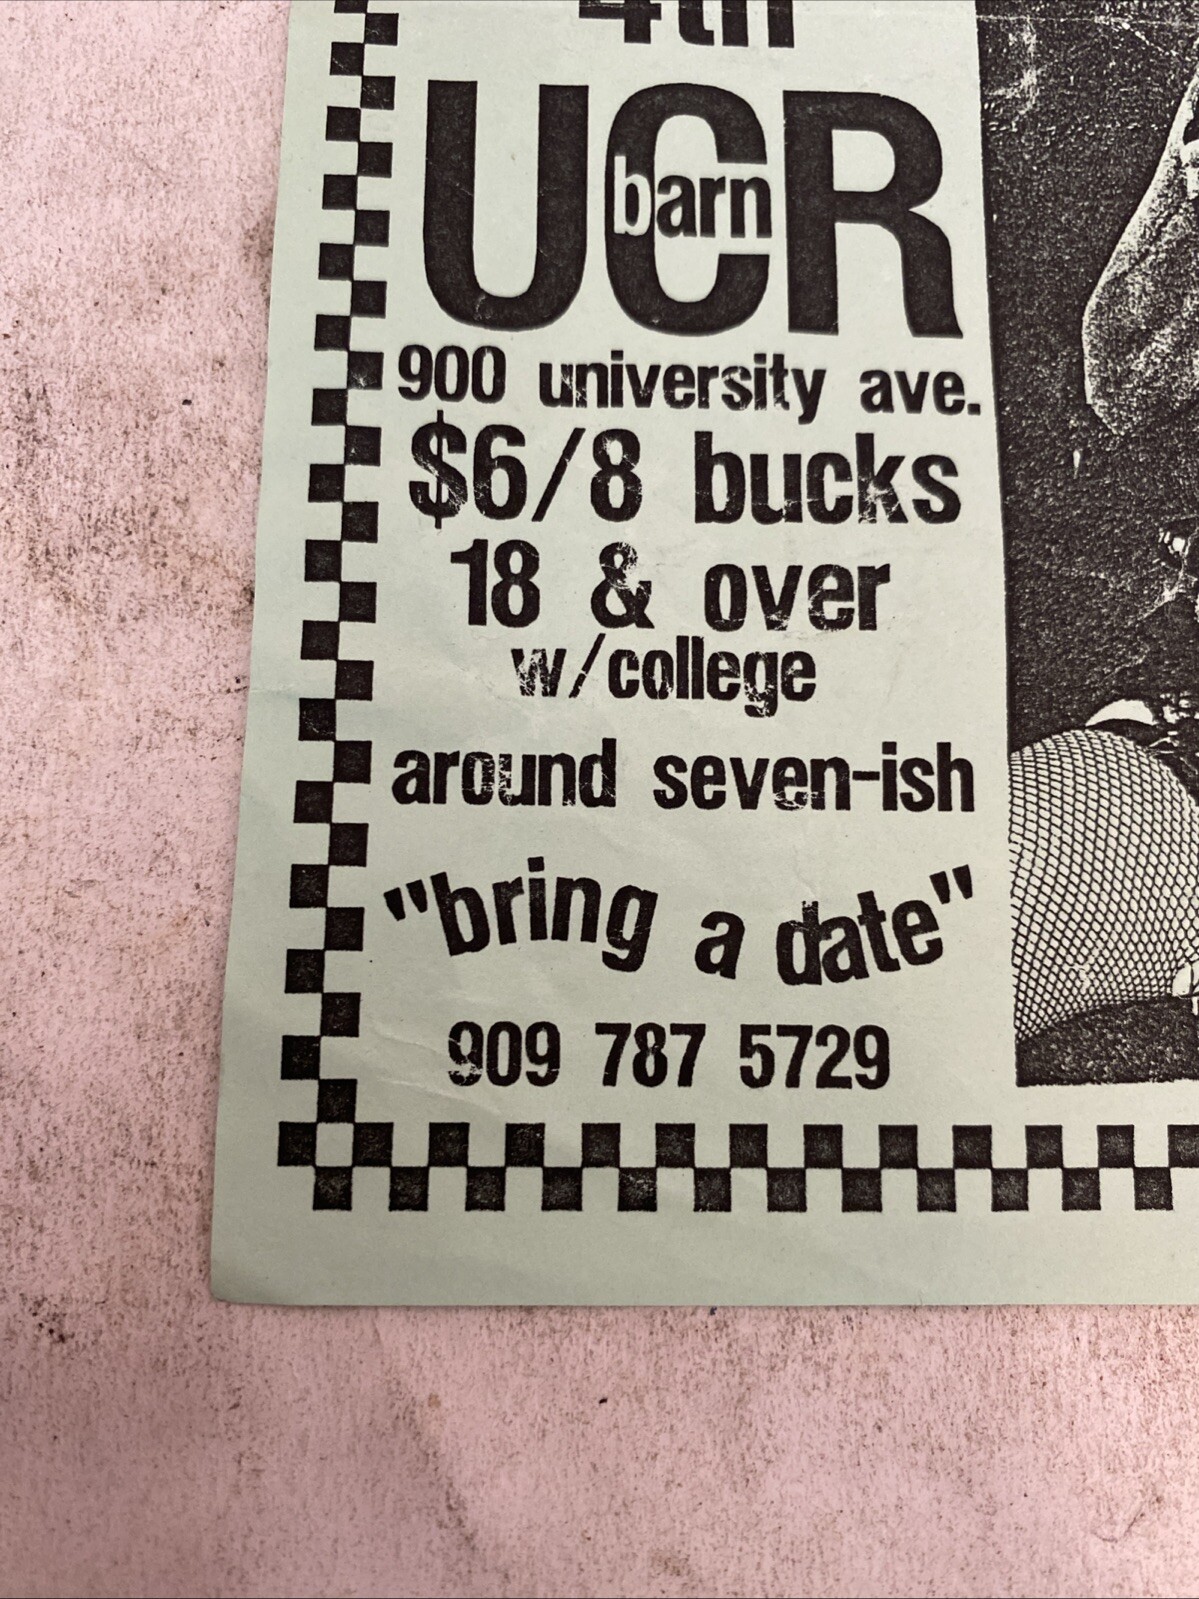 4th
UCR
barn
900 university ave.
$6/8 bucks
18 & over
w/college
around seven-ish
"bring a date"
909 787 5729